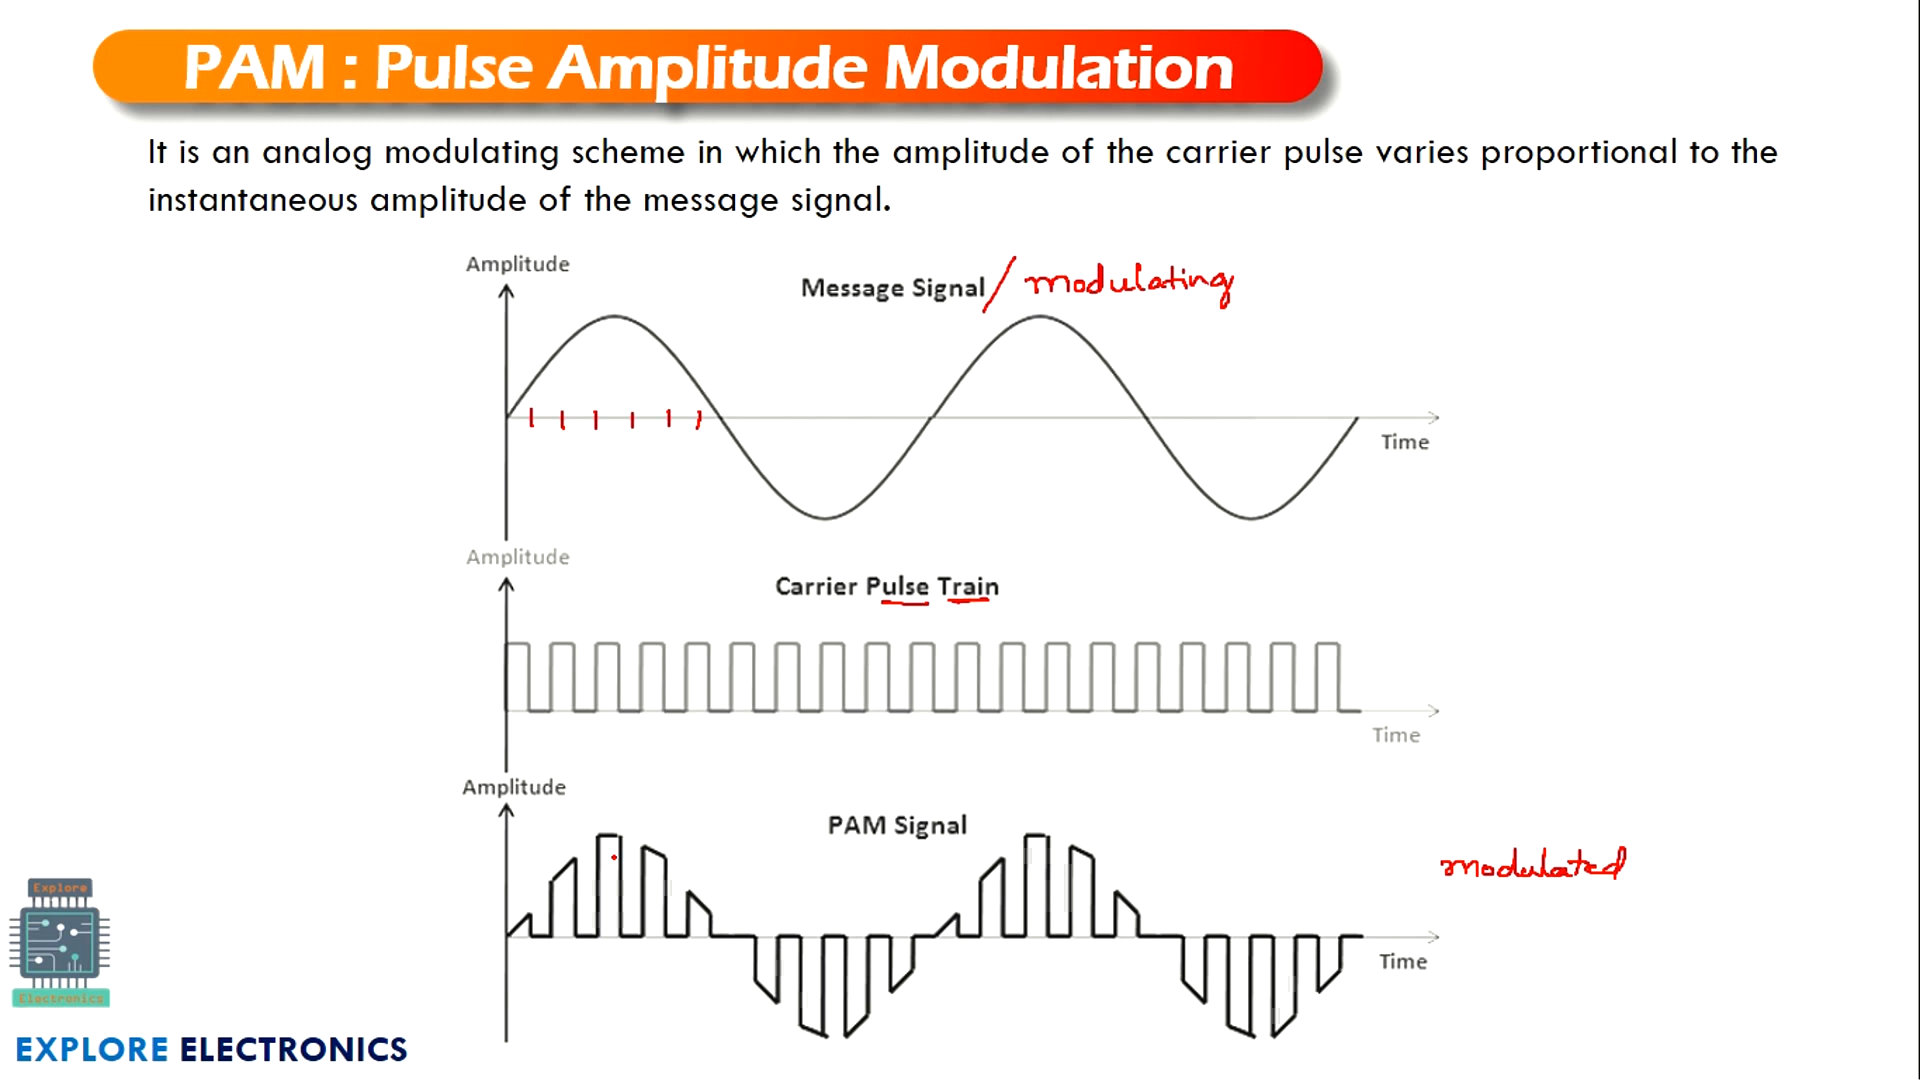 PAM : Pulse Amplitude Modulation
It is an analog modulating scheme in which the amplitude of the carrier pulse varies proportional to the
instantaneous amplitude of the message signal.
Amplitude
Message Signal / modulating
Time
Amplitude
Carrier Pulse Train
Time
Amplitude
PAM Signal
modulated
Time
Explore
Electronics
EXPLORE ELECTRONICS